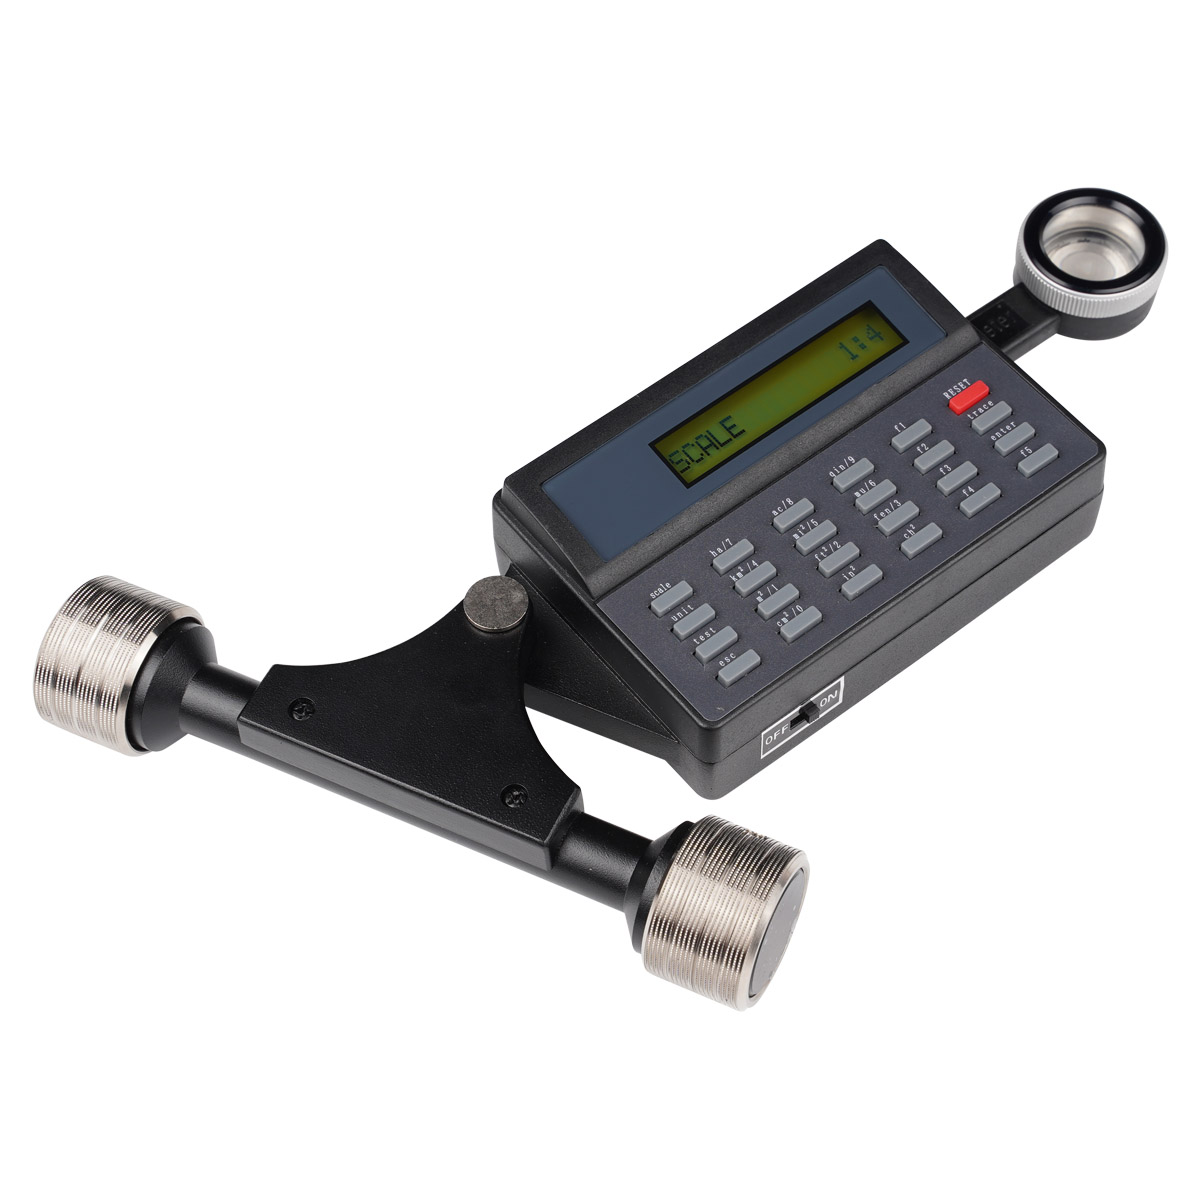 SCALE 1:4
RESET
scale
ha/7
ac/8
qin/9
f1
trace
unit
km²/4
mi²/5
mu/6
f2
enter
test
m²/1
ft²/2
fen/3
f3
f5
esc
cm²/0
in²
ch²
f4
OFF ON